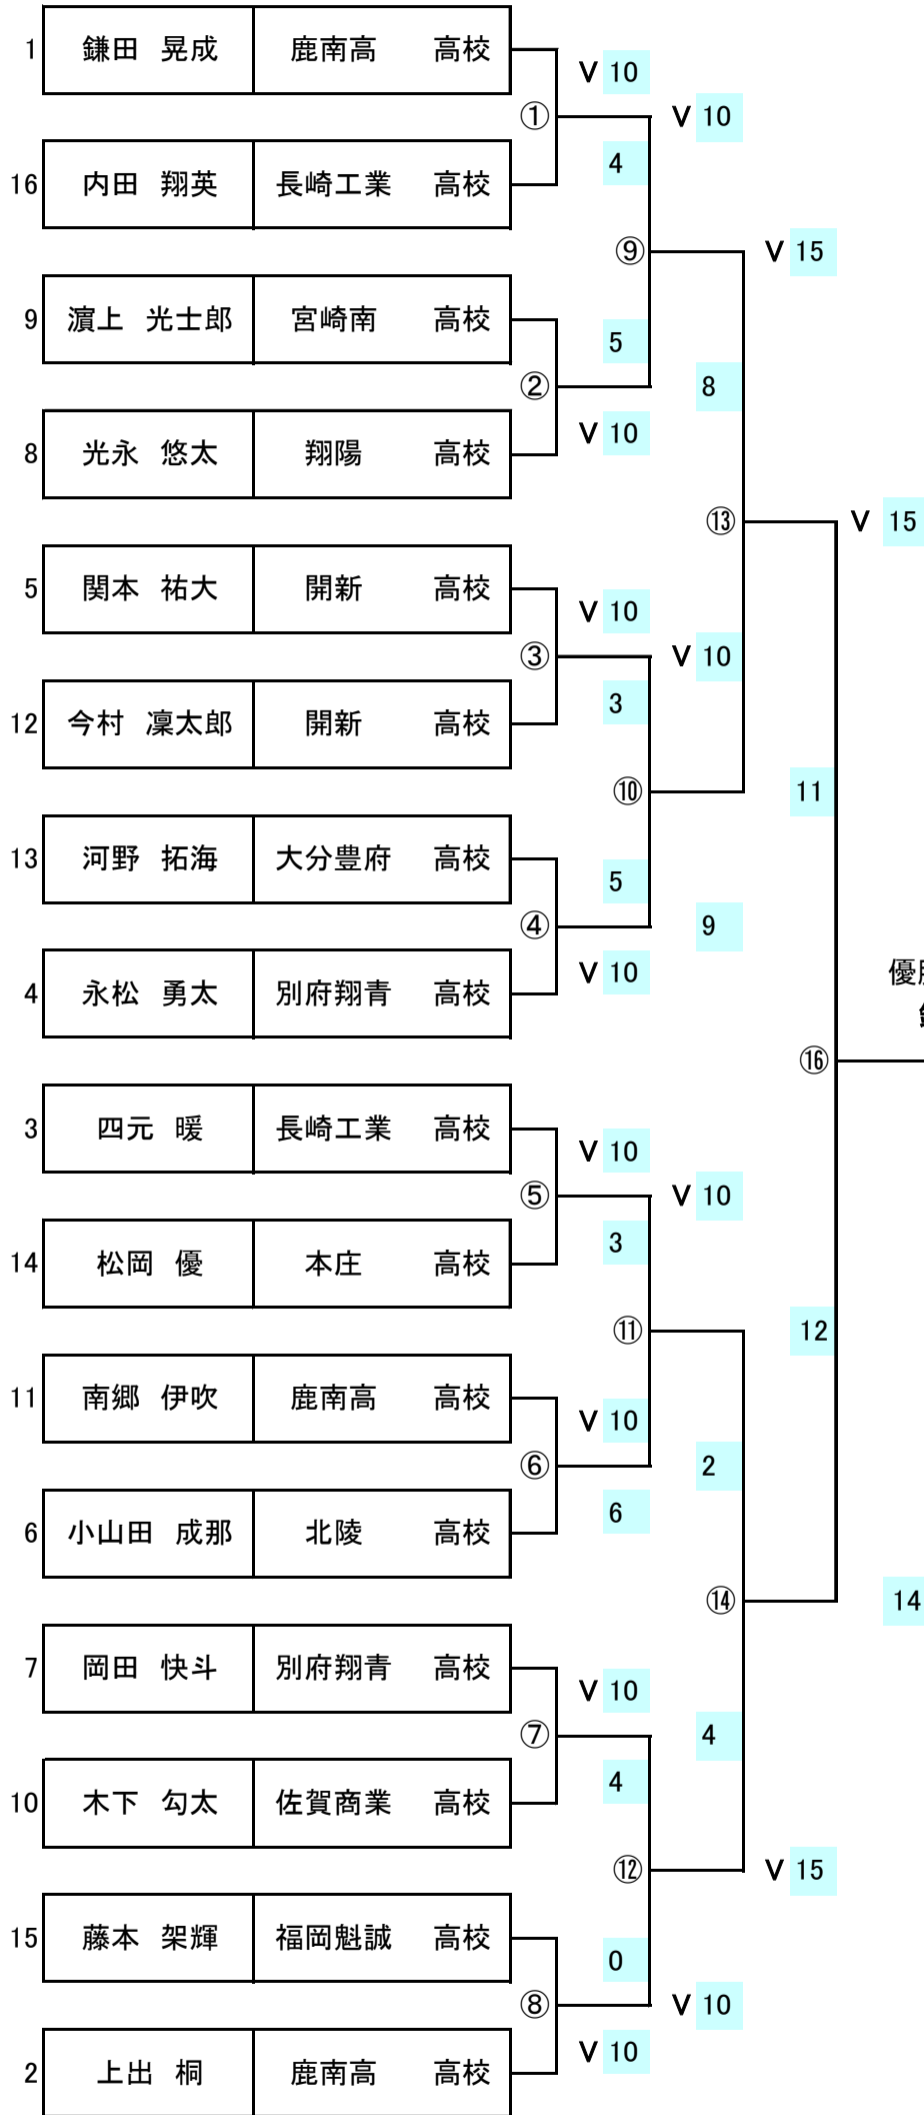 1 鎌田 晃成 鹿南高 高校
V 10
① V 10
4
16 内田 翔英 長崎工業 高校
⑨ V 15
9 濵上 光士郎 宮崎南 高校
5
② 8
V 10
8 光永 悠太 翔陽 高校
⑬ V 15
5 関本 祐大 開新 高校
V 10
③ V 10
3
12 今村 凜太郎 開新 高校
⑩ 11
13 河野 拓海 大分豊府 高校
5
④ 9
V 10
4 永松 勇太 別府翔青 高校
優
⑯
3 四元 暖 長崎工業 高校
V 10
⑤ V 10
3
14 松岡 優 本庄 高校
⑪ 12
11 南郷 伊吹 鹿南高 高校
V 10
⑥ 2
6
6 小山田 成那 北陵 高校
⑭ 14
7 岡田 快斗 別府翔青 高校
V 10
⑦ 4
4
10 木下 勾太 佐賀商業 高校
⑫ V 15
15 藤本 架輝 福岡魁誠 高校
0
⑧ V 10
V 10
2 上出 桐 鹿南高 高校